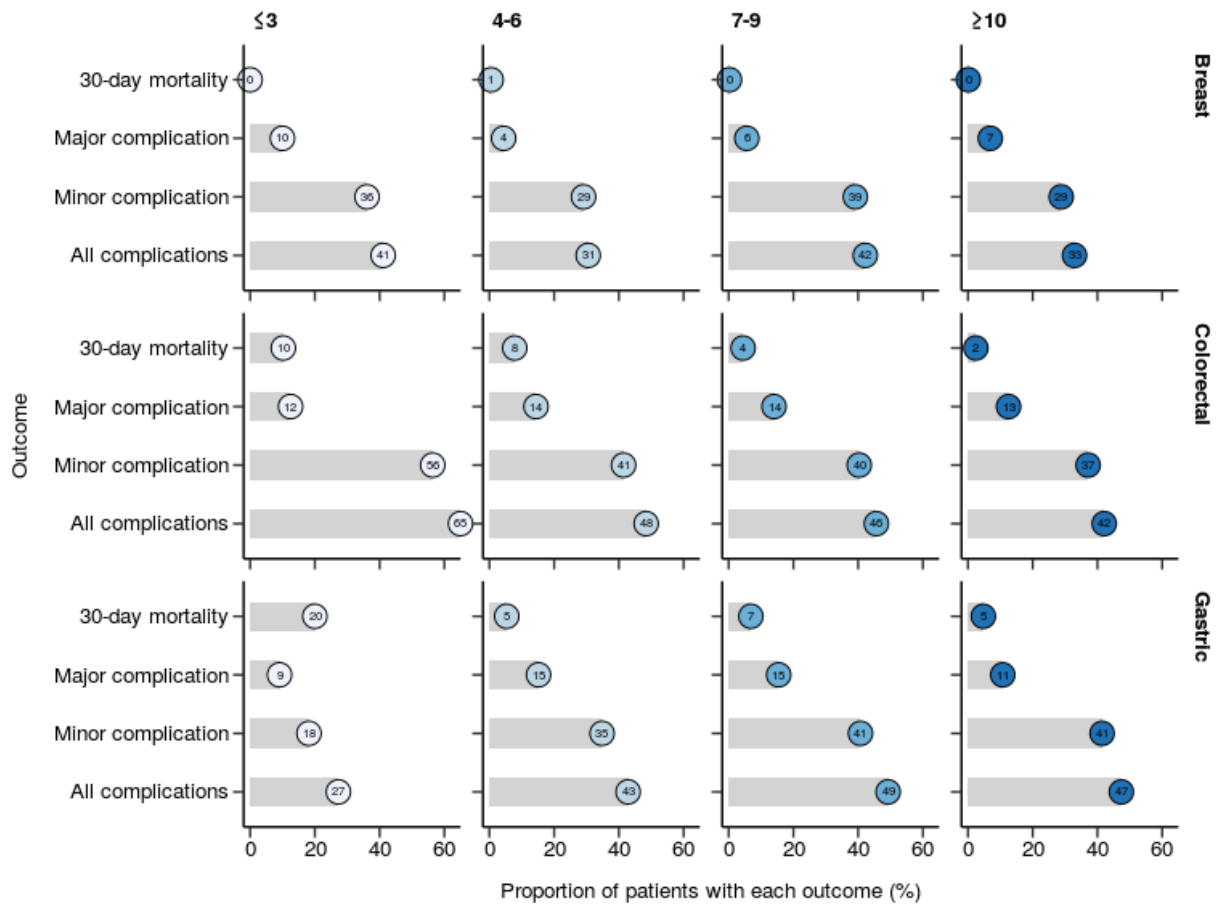 ≤3 4-6 7-9 ≥10
Breast
30-day mortality 0 1 0 0
Major complication 10 4 6 7
Minor complication 36 29 39 29
All complications 41 31 42 33
Colorectal
30-day mortality 10 8 4 2
Major complication 12 14 14 13
Outcome
Minor complication 56 41 40 37
All complications 65 48 46 42
Gastric
30-day mortality 20 5 7 5
Major complication 9 15 15 11
Minor complication 18 35 41 41
All complications 27 43 49 47
0 20 40 60 0 20 40 60 0 20 40 60 0 20 40 60
Proportion of patients with each outcome (%)